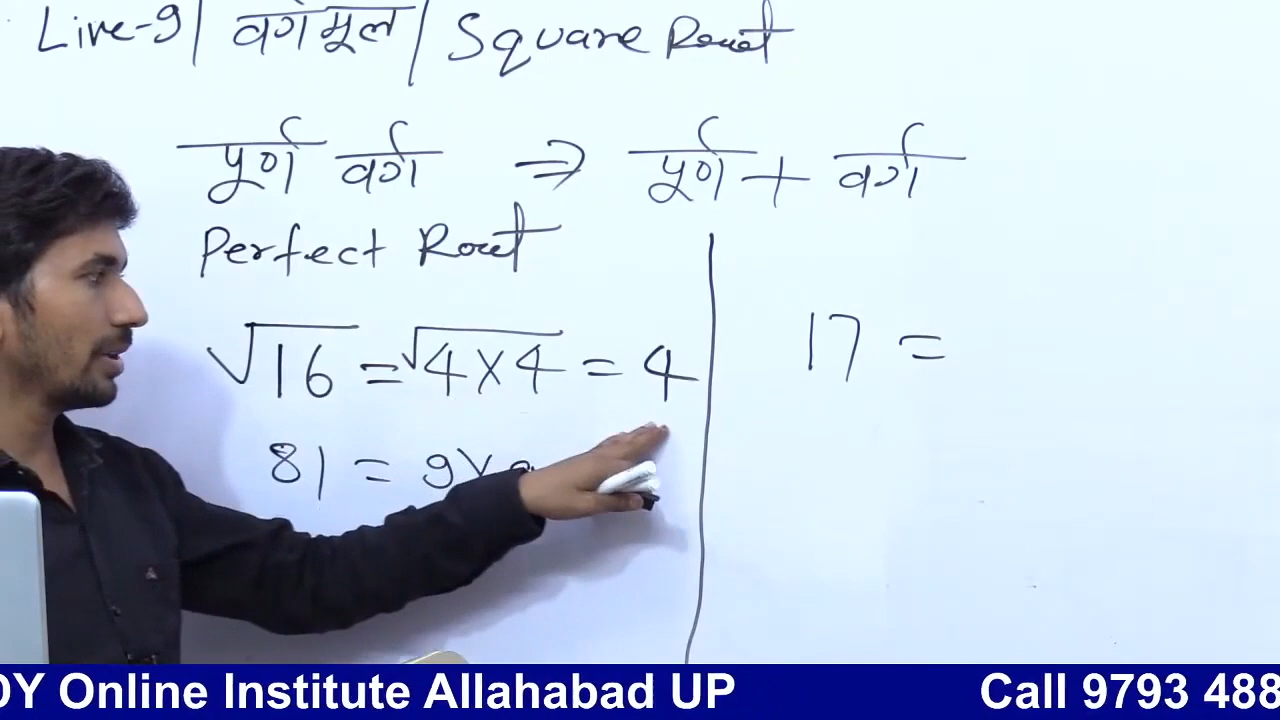 Live-9 | वर्गमूल | Square Root
पूर्ण वर्ग ⇒ पूर्ण + वर्ग
Perfect Root
√16 = √4×4 = 4
17 =
81 = 9×
DY Online Institute Allahabad UP Call 9793 488